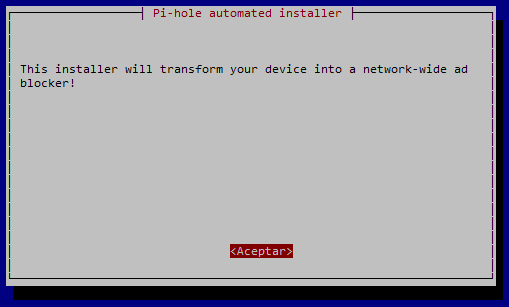 Pi-hole automated installer
This installer will transform your device into a network-wide ad
blocker!
<Aceptar>